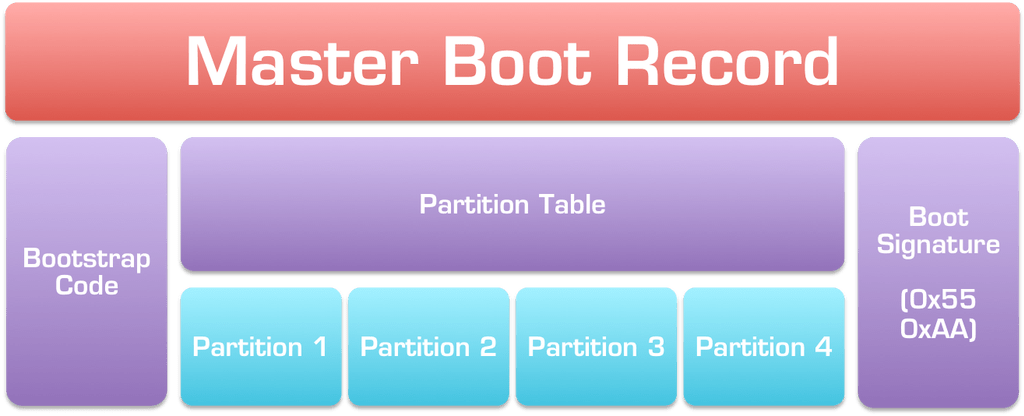 Master Boot Record
Bootstrap
Code
Partition Table
Partition 1
Partition 2
Partition 3
Partition 4
Boot
Signature
(0x55
0xAA)